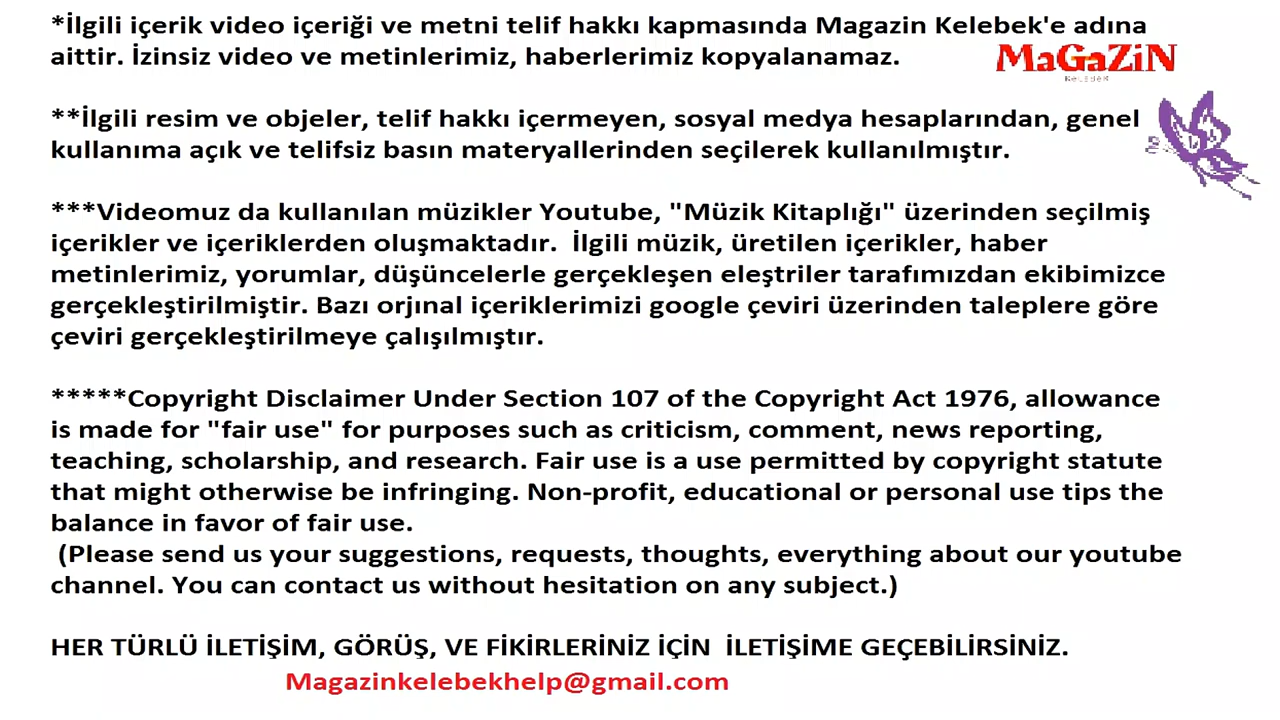 *İlgili içerik video içeriği ve metni telif hakkı kapmasında Magazin Kelebek'e adına
aittir. İzinsiz video ve metinlerimiz, haberlerimiz kopyalanamaz.
MaGaZiN
KeLeBeK
**İlgili resim ve objeler, telif hakkı içermeyen, sosyal medya hesaplarından, genel
kullanıma açık ve telifsiz basın materyallerinden seçilerek kullanılmıştır.
***Videomuz da kullanılan müzikler Youtube, "Müzik Kitaplığı" üzerinden seçilmiş
içerikler ve içeriklerden oluşmaktadır.  İlgili müzik, üretilen içerikler, haber
metinlerimiz, yorumlar, düşüncelerle gerçekleşen eleştriler tarafımızdan ekibimizce
gerçekleştirilmiştir. Bazı orjınal içeriklerimizi google çeviri üzerinden taleplere göre
çeviri gerçekleştirilmeye çalışılmıştır.
*****Copyright Disclaimer Under Section 107 of the Copyright Act 1976, allowance
is made for "fair use" for purposes such as criticism, comment, news reporting,
teaching, scholarship, and research. Fair use is a use permitted by copyright statute
that might otherwise be infringing. Non-profit, educational or personal use tips the
balance in favor of fair use.
(Please send us your suggestions, requests, thoughts, everything about our youtube
channel. You can contact us without hesitation on any subject.)
HER TÜRLÜ İLETİŞİM, GÖRÜŞ, VE FİKİRLERİNİZ İÇİN  İLETİŞİME GEÇEBİLİRSİNİZ.
Magazinkelebekhelp@gmail.com